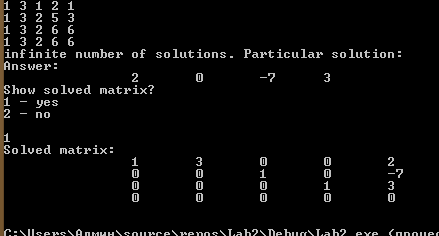 1 3 1 2 1
1 3 2 5 3
1 3 2 6 6
1 3 2 6 6
infinite number of solutions. Particular solution:
Answer:
2 0 -7 3
Show solved matrix?
1 - yes
2 - no
1
Solved matrix:
1 3 0 0 2
0 0 1 0 -7
0 0 0 1 3
0 0 0 0 0
C:\Users\Админ\source\repos\Lab2\Debug\Lab2.exe (процес